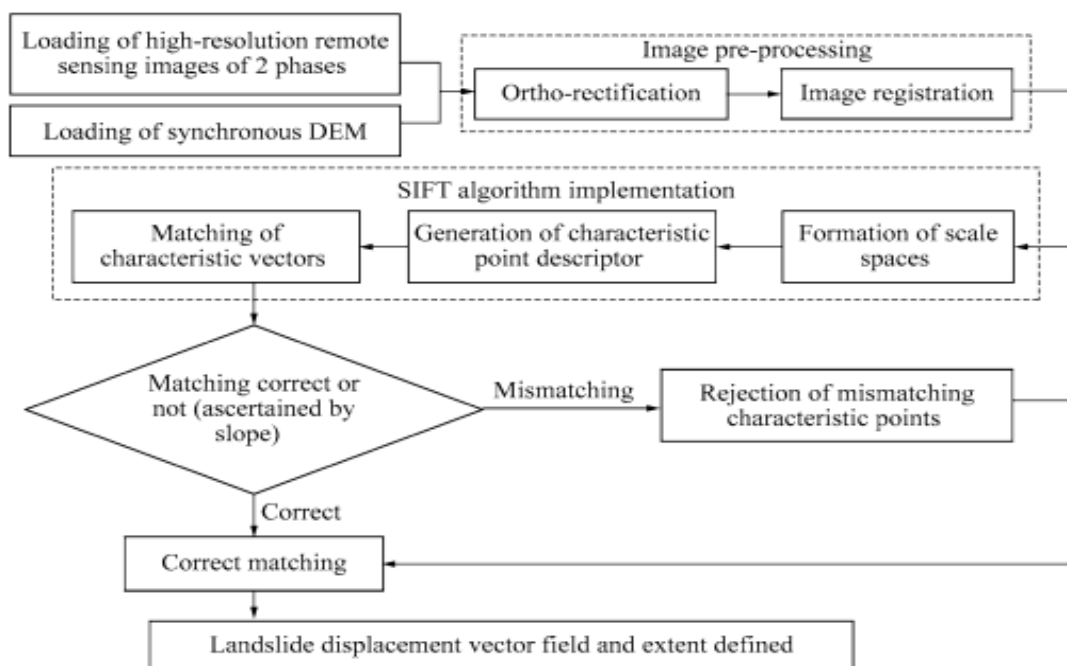 Loading of high-resolution remote
sensing images of 2 phases
Loading of synchronous DEM
Image pre-processing
Ortho-rectification
Image registration
SIFT algorithm implementation
Formation of scale
spaces
Generation of characteristic
point descriptor
Matching of
characteristic vectors
Matching correct or
not (ascertained by
slope)
Mismatching
Rejection of mismatching
characteristic points
Correct
Correct matching
Landslide displacement vector field and extent defined